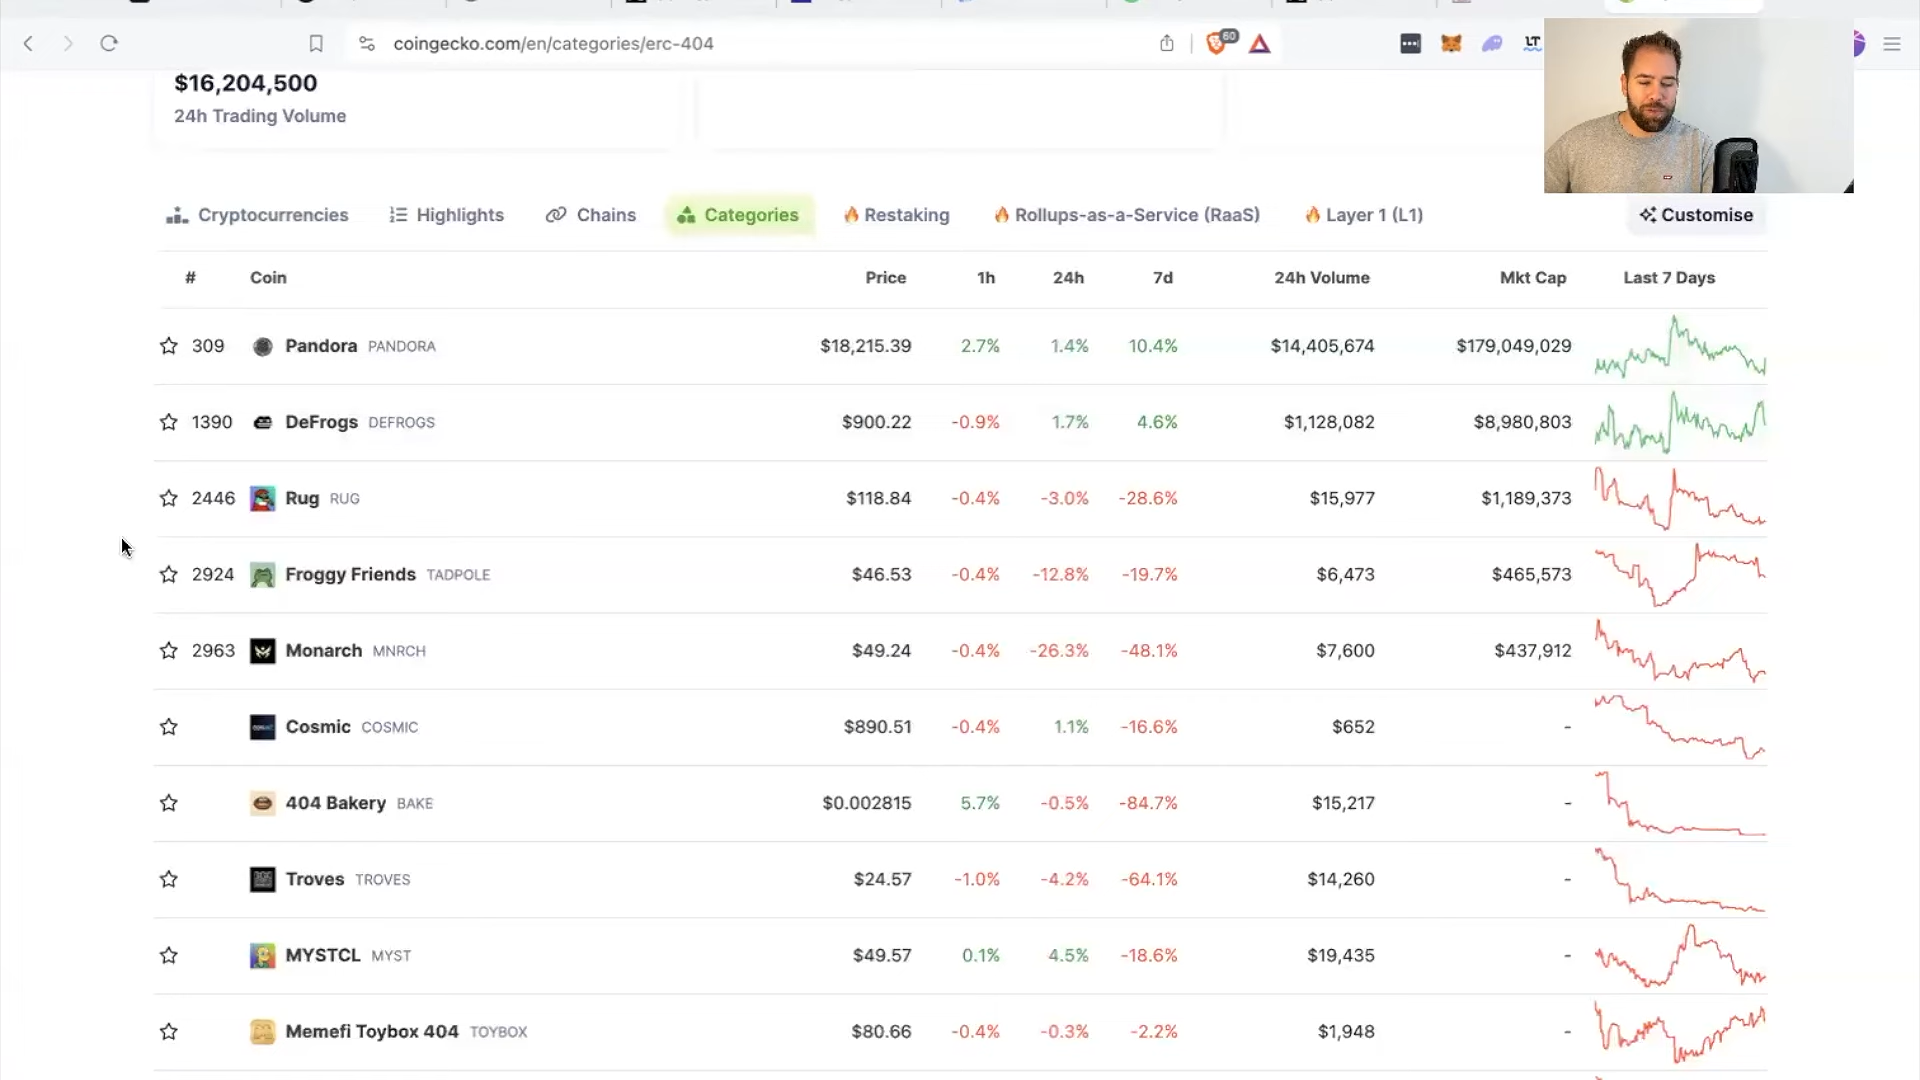 coingecko.com/en/categories/erc-404
60
LT
$16,204,500
24h Trading Volume
Cryptocurrencies Highlights Chains Categories Restaking Rollups-as-a-Service (RaaS) Layer 1 (L1) Customise
# Coin Price 1h 24h 7d 24h Volume Mkt Cap Last 7 Days
309 Pandora PANDORA $18,215.39 2.7% 1.4% 10.4% $14,405,674 $179,049,029
1390 DeFrogs DEFROGS $900.22 -0.9% 1.7% 4.6% $1,128,082 $8,980,803
2446 Rug RUG $118.84 -0.4% -3.0% -28.6% $15,977 $1,189,373
2924 Froggy Friends TADPOLE $46.53 -0.4% -12.8% -19.7% $6,473 $465,573
2963 Monarch MNRCH $49.24 -0.4% -26.3% -48.1% $7,600 $437,912
Cosmic COSMIC $890.51 -0.4% 1.1% -16.6% $652 -
404 Bakery BAKE $0.002815 5.7% -0.5% -84.7% $15,217 -
Troves TROVES $24.57 -1.0% -4.2% -64.1% $14,260 -
MYSTCL MYST $49.57 0.1% 4.5% -18.6% $19,435 -
Memefi Toybox 404 TOYBOX $80.66 -0.4% -0.3% -2.2% $1,948 -